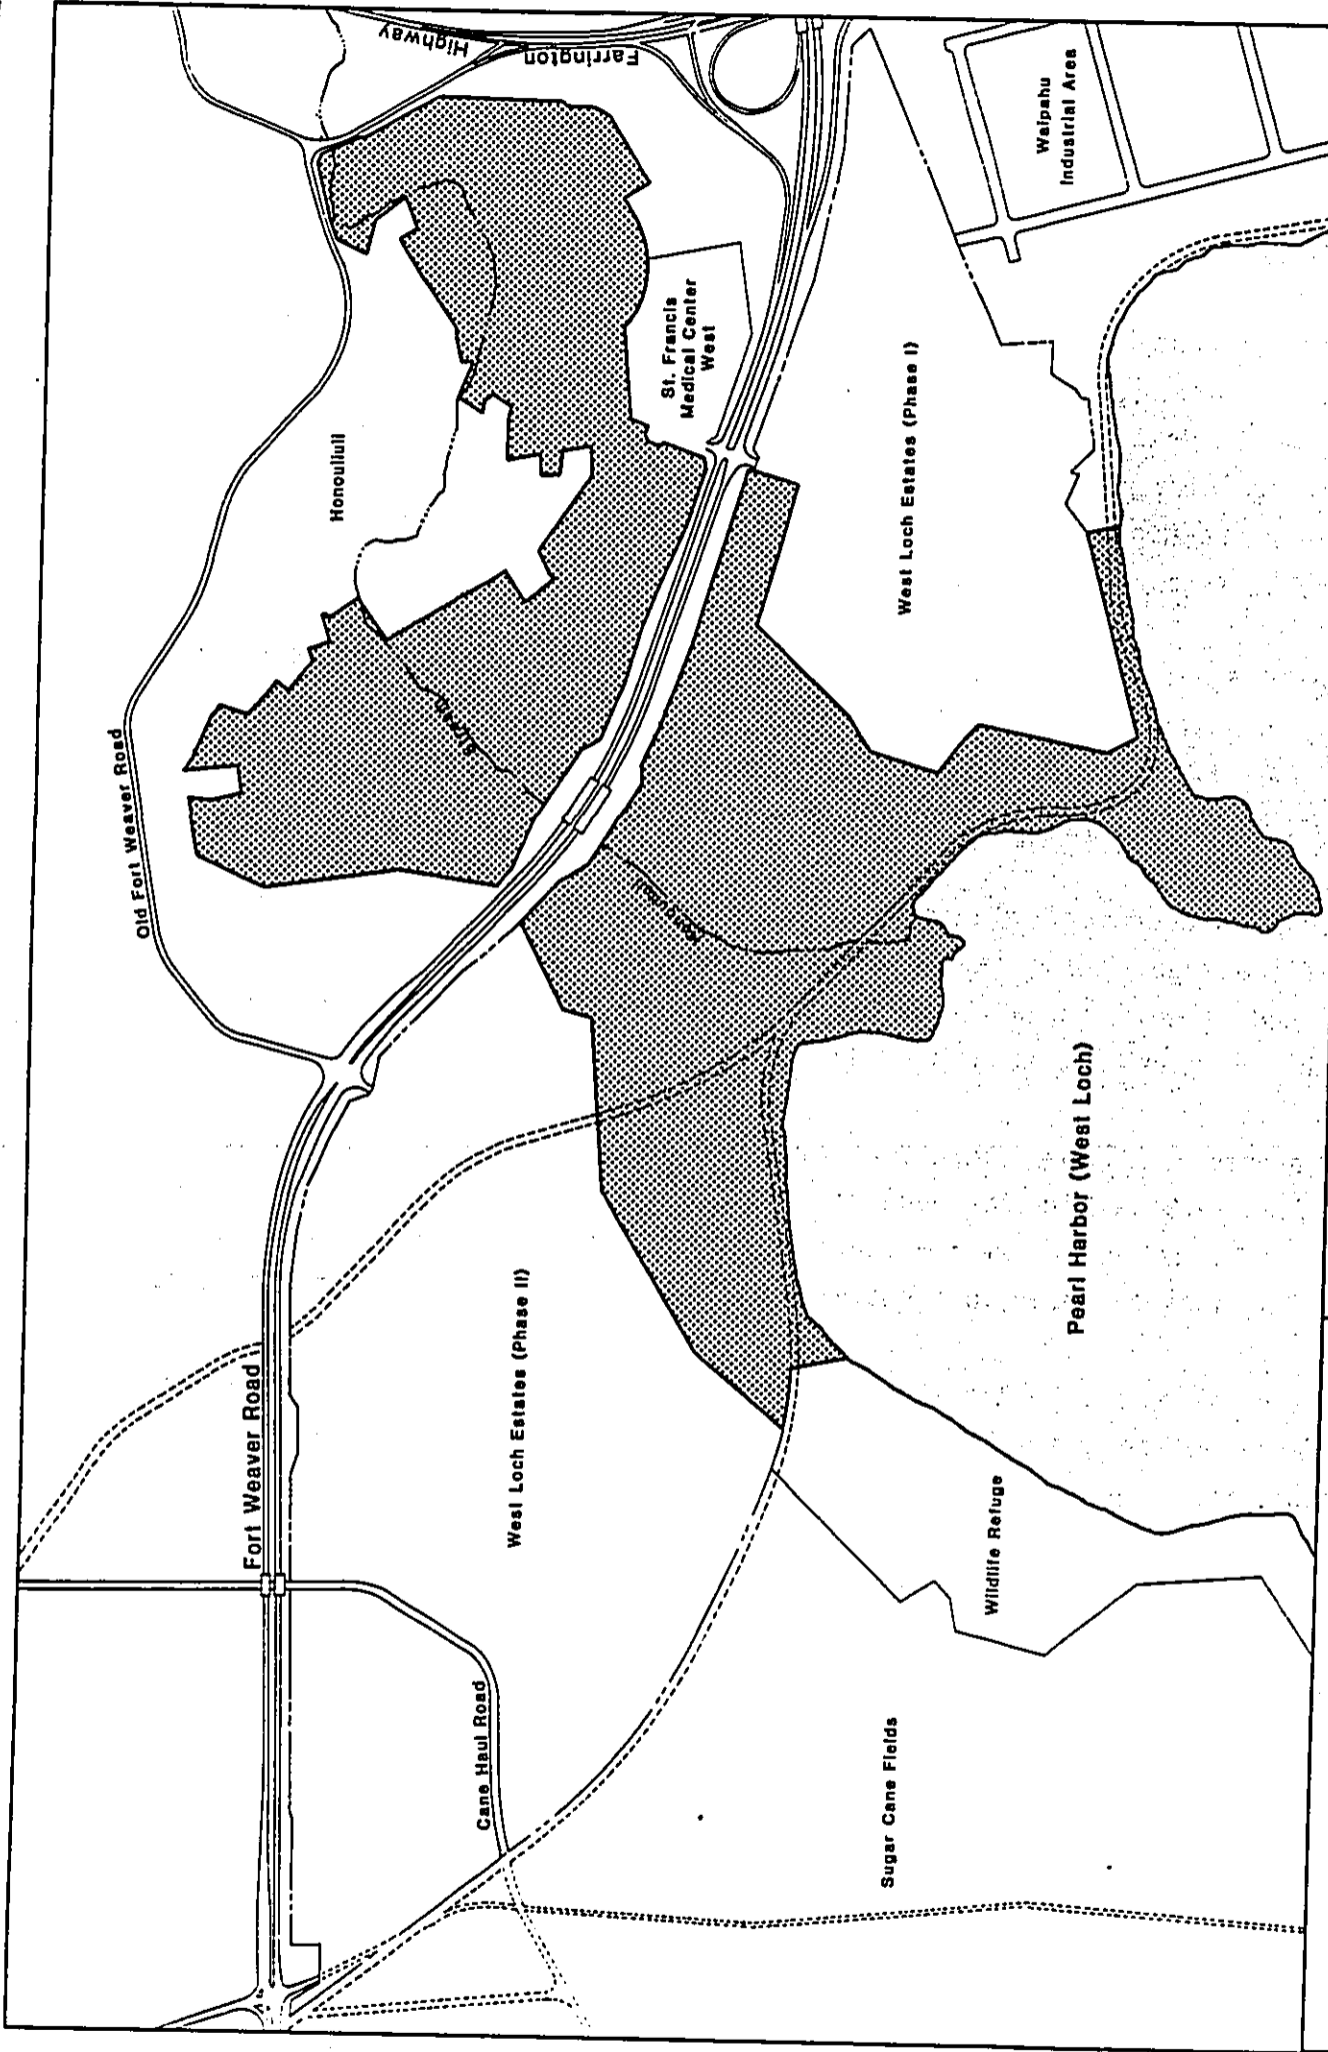 Farrington
Highway
Waipahu
Industrial Area
St. Francis
Medical Center
West
Honouliuli
West Loch Estates (Phase I)
Old Fort Weaver Road
Honouliuli
Stream
Pearl Harbor (West Loch)
Fort Weaver Road
West Loch Estates (Phase II)
Wildlife Refuge
Cane Haul Road
Sugar Cane Fields